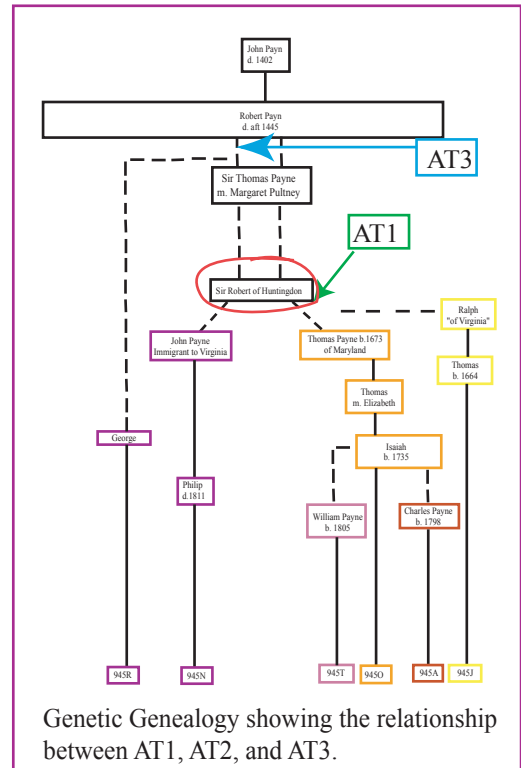 John Payn
d. 1402
Robert Payn
d. aft 1445
AT3
Sir Thomas Payne
m. Margaret Pultney
AT1
Sir Robert of Huntingdon
Ralph
"of Virginia"
John Payne
Immigrant to Virginia
Thomas Payne b.1673
of Maryland
Thomas
b. 1664
Thomas
m. Elizabeth
George
Isaiah
b. 1735
Philip
d.1811
William Payne
b. 1805
Charles Payne
b. 1798
945R
945N
945T
945O
945A
945J
Genetic Genealogy showing the relationship
between AT1, AT2, and AT3.